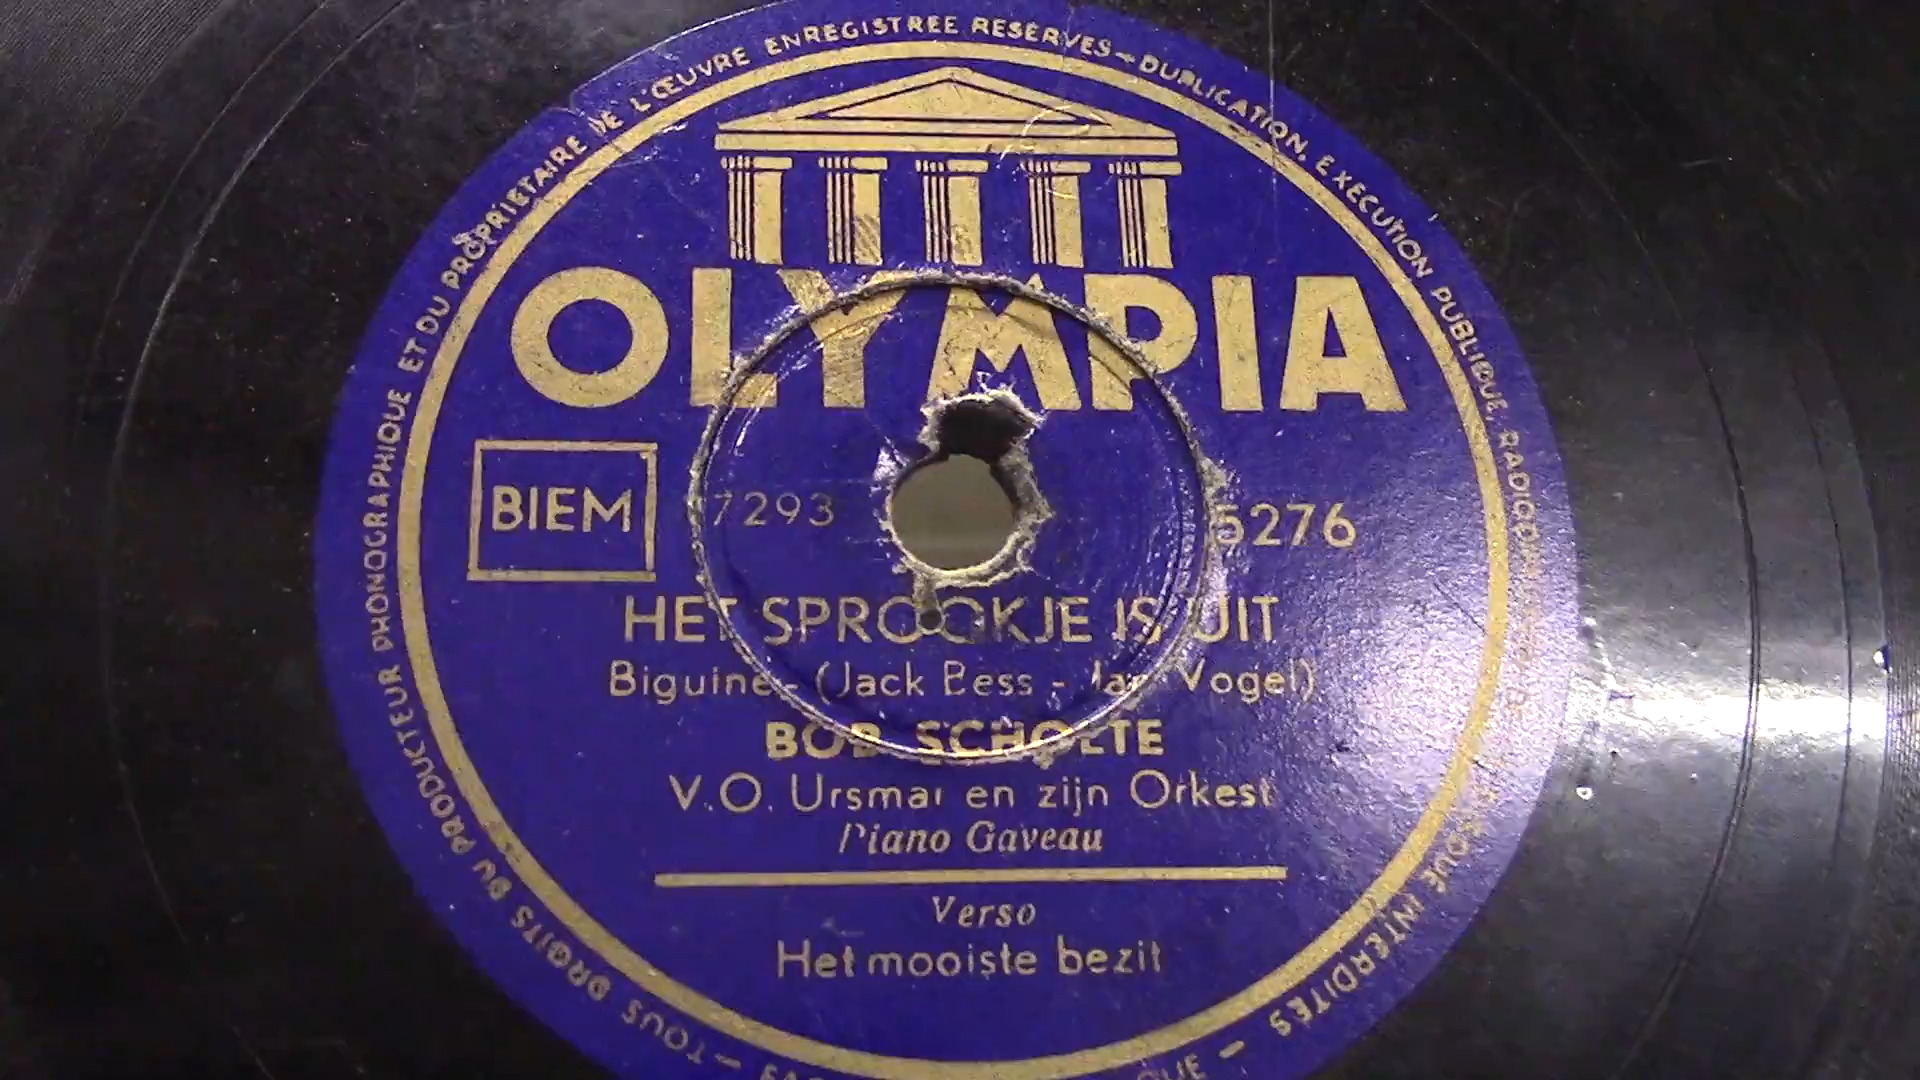 TOUS DROITS DU PRODUCTEUR PHONOGRAPHIQUE ET DU PROPRIETAIRE DE L'ŒUVRE ENREGISTREE RESERVES - DUPLICATION, EXECUTION PUBLIQUE, INTERDITES
OLYMPIA
BIEM
7293
5276
HET SPROOKJE IS UIT
Biguine - (Jack Bess - Jan Vogel)
BOB SCHOLTE
V.O. Ursmar en zijn Orkest
Piano Gaveau
Verso
Het mooiste bezit